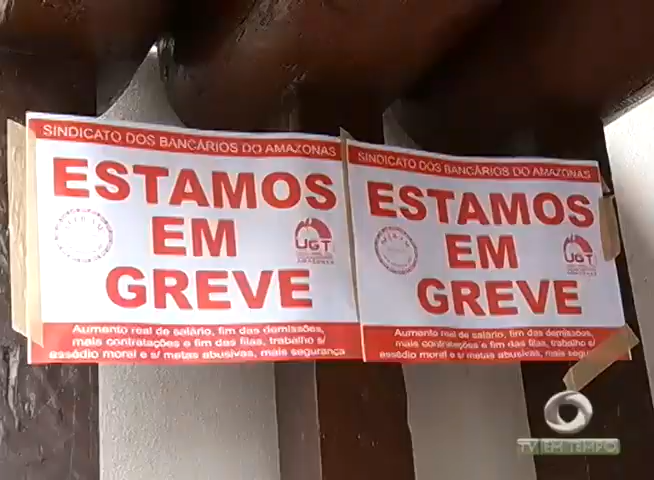 SINDICATO DOS BANCÁRIOS DO AMAZONAS
ESTAMOS
EM
GREVE
UGT
Aumento real de salário, fim das demissões,
mais contratações e fim das filas, trabalho s/
assédio moral e s/ metas abusivas, mais segurança
SINDICATO DOS BANCÁRIOS DO AMAZONAS
ESTAMOS
EM
GREVE
UGT
Aumento real de salário, fim das demissões,
mais contratações e fim das filas, trabalho s/
assédio moral e s/ metas abusivas, mais segu
TV EM TEMPO